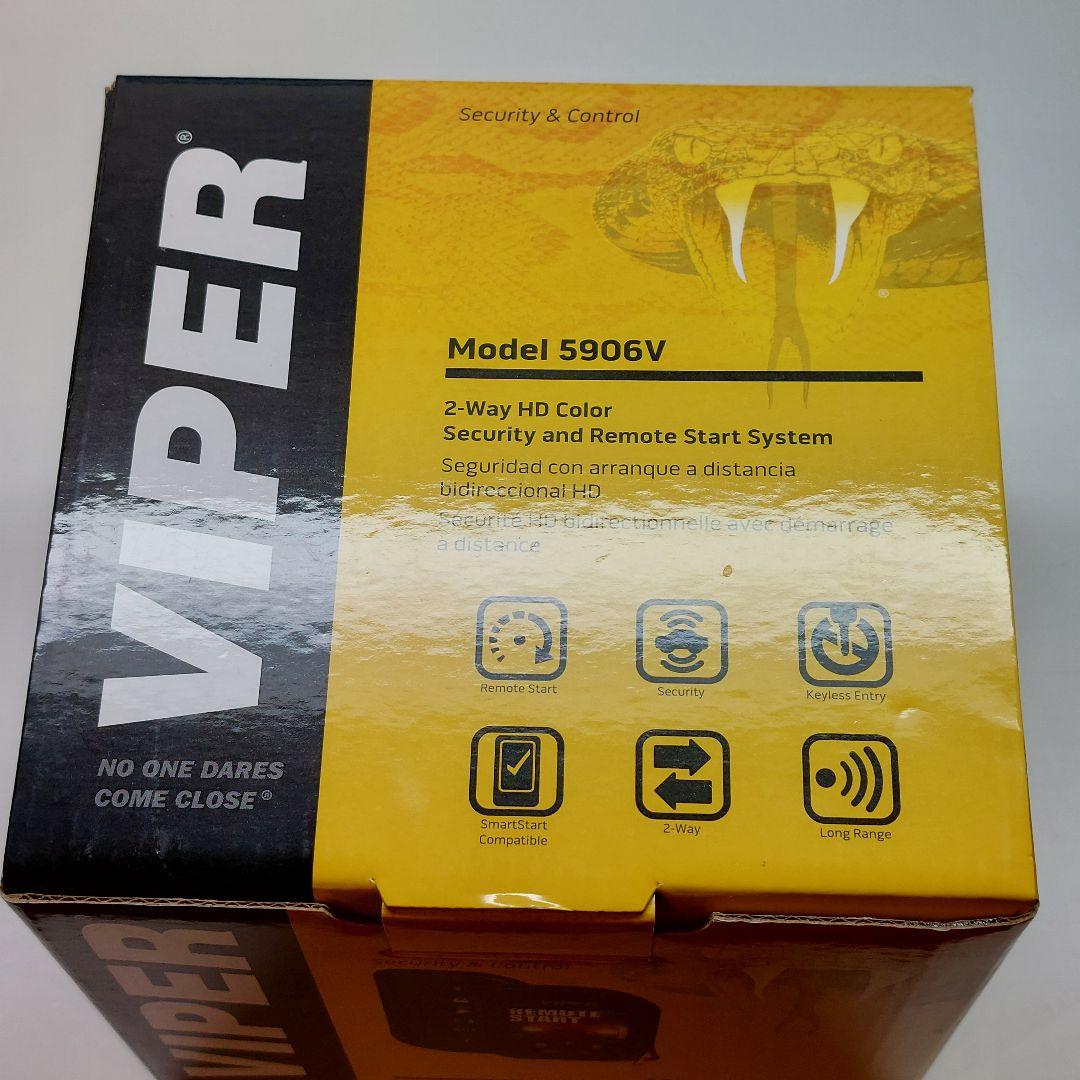 VIPER®
NO ONE DARES
COME CLOSE®
Security & Control
®
Model 5906V
2-Way HD Color
Security and Remote Start System
Seguridad con arranque a distancia
bidireccional HD
Sécurité HD bidirectionnelle avec démarrage
à distance
Remote Start
Security
Keyless Entry
SmartStart
Compatible
2-Way
Long Range
VIPER
Security & Control
REMOTE
START